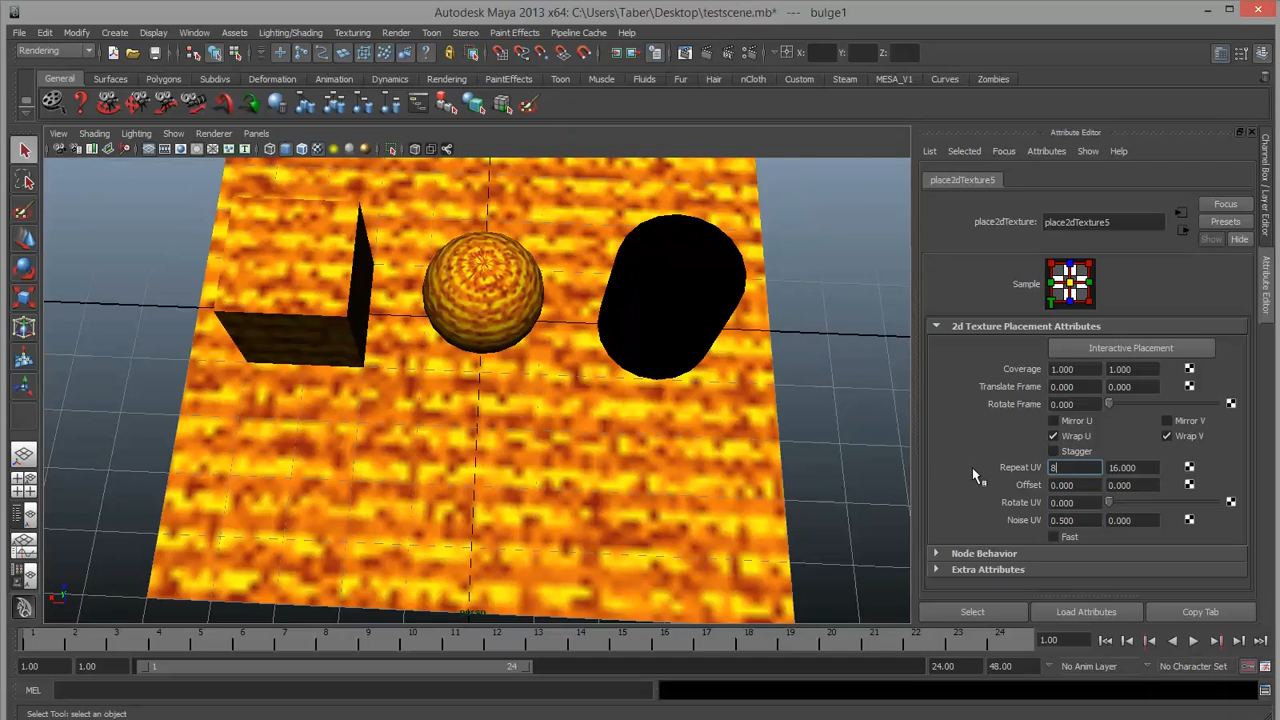 Autodesk Maya 2013 x64: C:\Users\Taber\Desktop\testscene.mb* --- bulge1
File Edit Modify Create Display Window Assets Lighting/Shading Texturing Render Toon Stereo Paint Effects Pipeline Cache Help
Rendering X: Y: Z:
General Surfaces Polygons Subdivs Deformation Animation Dynamics Rendering PaintEffects Toon Muscle Fluids Fur Hair nCloth Custom Steam MESA_V1 Curves Zombies
View Shading Lighting Show Renderer Panels
persp
Attribute Editor
List Selected Focus Attributes Show Help
place2dTexture5
Focus
place2dTexture: place2dTexture5
Presets
Show Hide
Sample
2d Texture Placement Attributes
Interactive Placement
Coverage 1.000 1.000
Translate Frame 0.000 0.000
Rotate Frame 0.000
Mirror U Mirror V
Wrap U Wrap V
Stagger
Repeat UV 8 16.000
Offset 0.000 0.000
Rotate UV 0.000
Noise UV 0.500 0.000
Fast
Node Behavior
Extra Attributes
Select Load Attributes Copy Tab
Channel Box / Layer Editor
Attribute Editor
1 2 3 4 5 6 7 8 9 10 11 12 13 14 15 16 17 18 19 20 21 22 23 24 1.00
1.00 1.00 1 24 24.00 48.00 No Anim Layer No Character Set
MEL
Select Tool: select an object